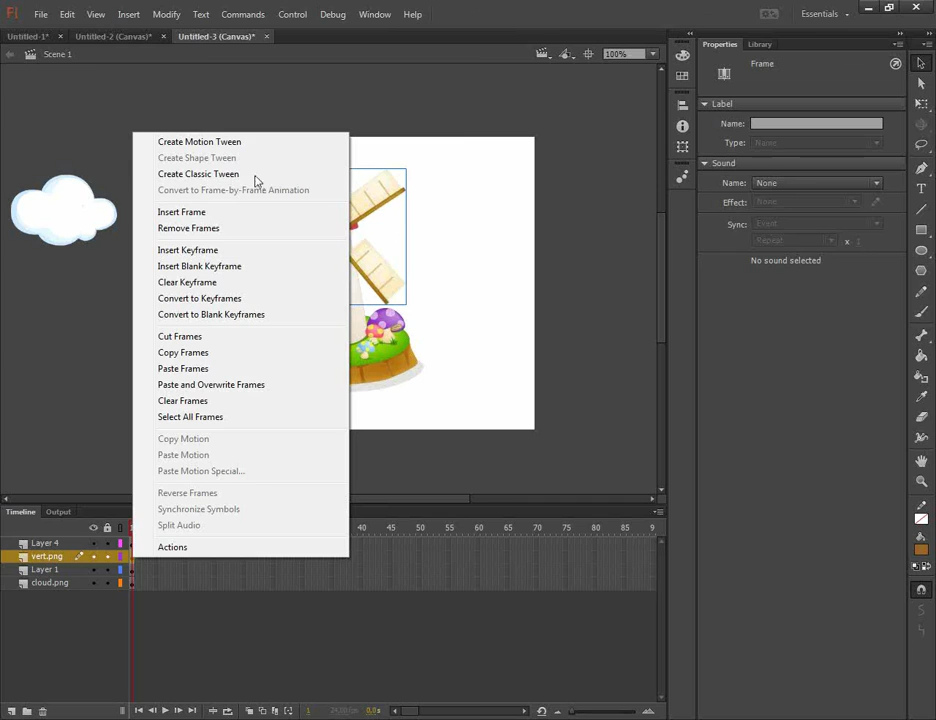 Fl File Edit View Insert Modify Text Commands Control Debug Window Help Essentials
Untitled-1* × Untitled-2 (Canvas)* × Untitled-3 (Canvas)* ×
Scene 1 100%
Properties Library
Frame
Label
Name:
Type: Name
Sound
Name: None
Effect: None
Sync: Event
Repeat x
No sound selected
Create Motion Tween
Create Shape Tween
Create Classic Tween
Convert to Frame-by-Frame Animation
Insert Frame
Remove Frames
Insert Keyframe
Insert Blank Keyframe
Clear Keyframe
Convert to Keyframes
Convert to Blank Keyframes
Cut Frames
Copy Frames
Paste Frames
Paste and Overwrite Frames
Clear Frames
Select All Frames
Copy Motion
Paste Motion
Paste Motion Special...
Reverse Frames
Synchronize Symbols
Split Audio
Actions
Timeline Output
40 45 50 55 60 65 70 75 80 85 9
Layer 4
vert.png
Layer 1
cloud.png
1 24.00 fps 0.0s